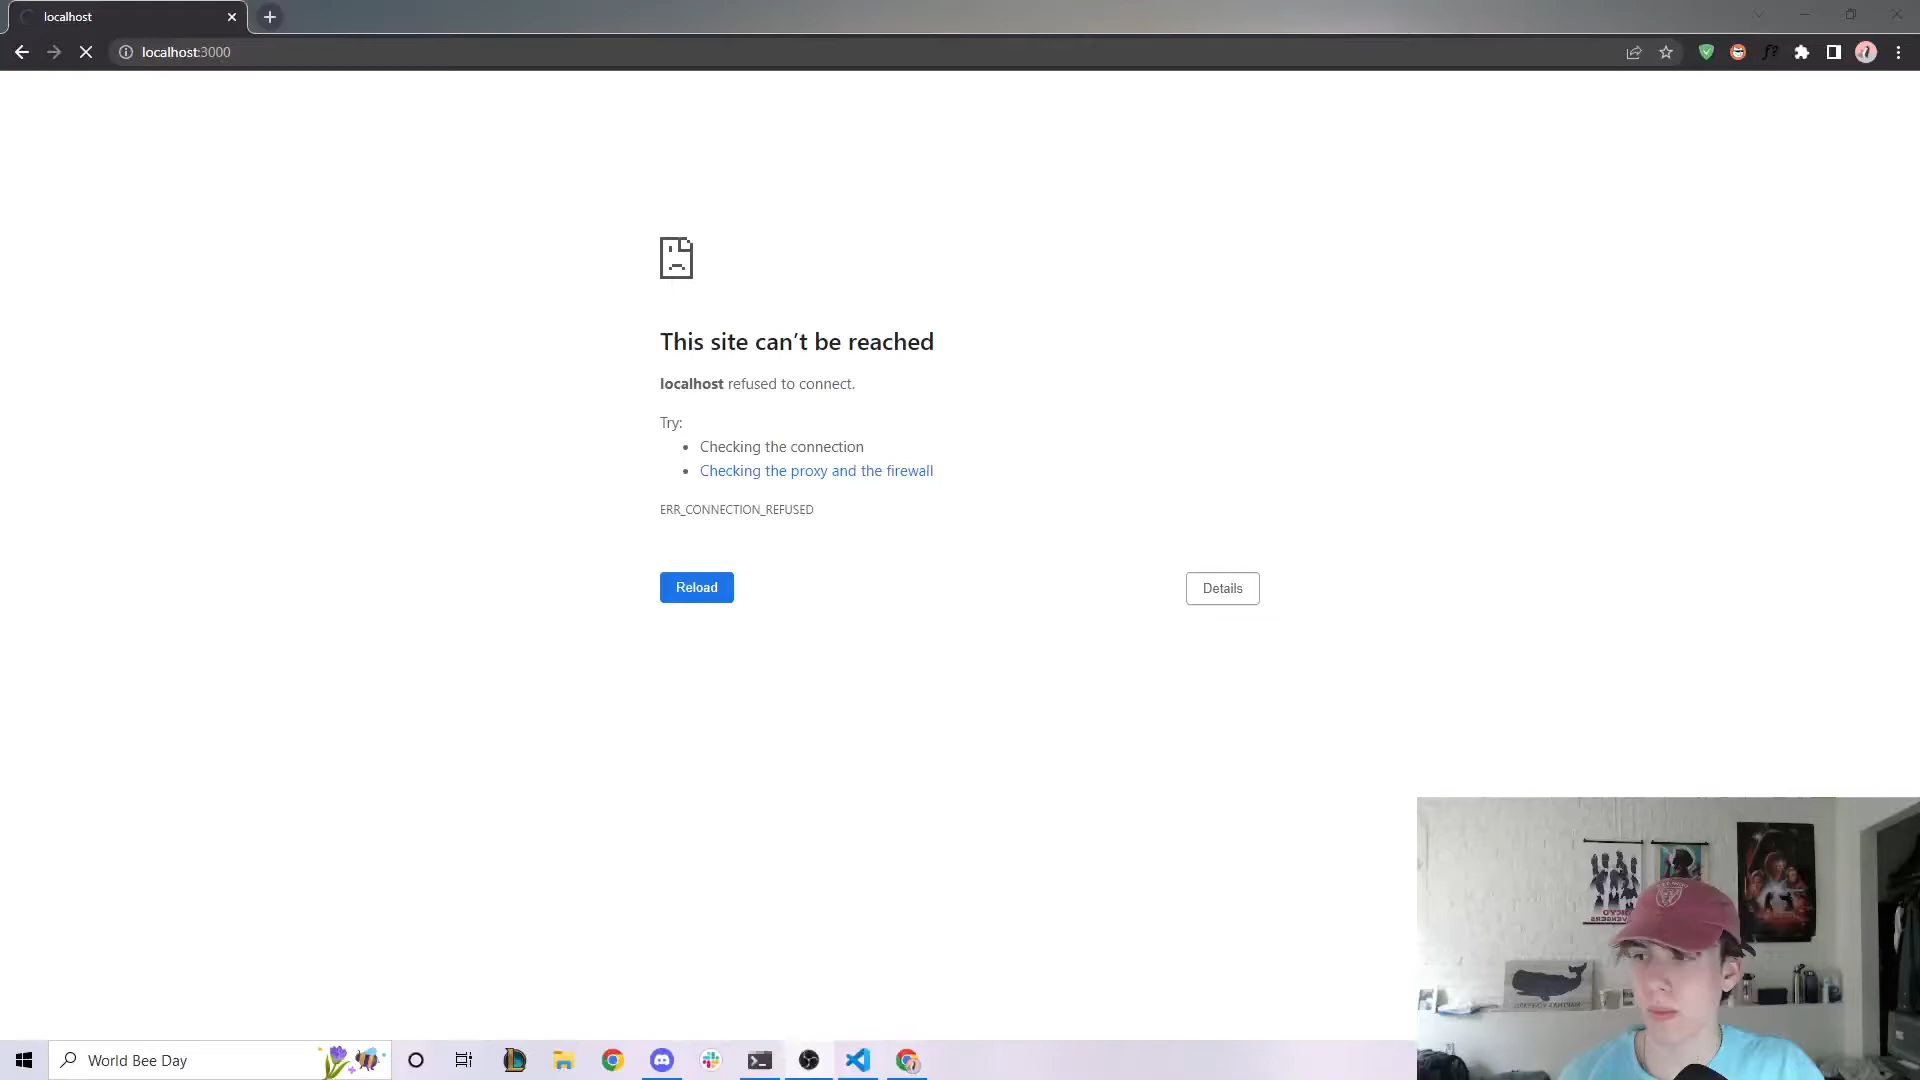 localhost
localhost:3000
This site can’t be reached
localhost refused to connect.
Try:
Checking the connection
Checking the proxy and the firewall
ERR_CONNECTION_REFUSED
Reload
Details
World Bee Day